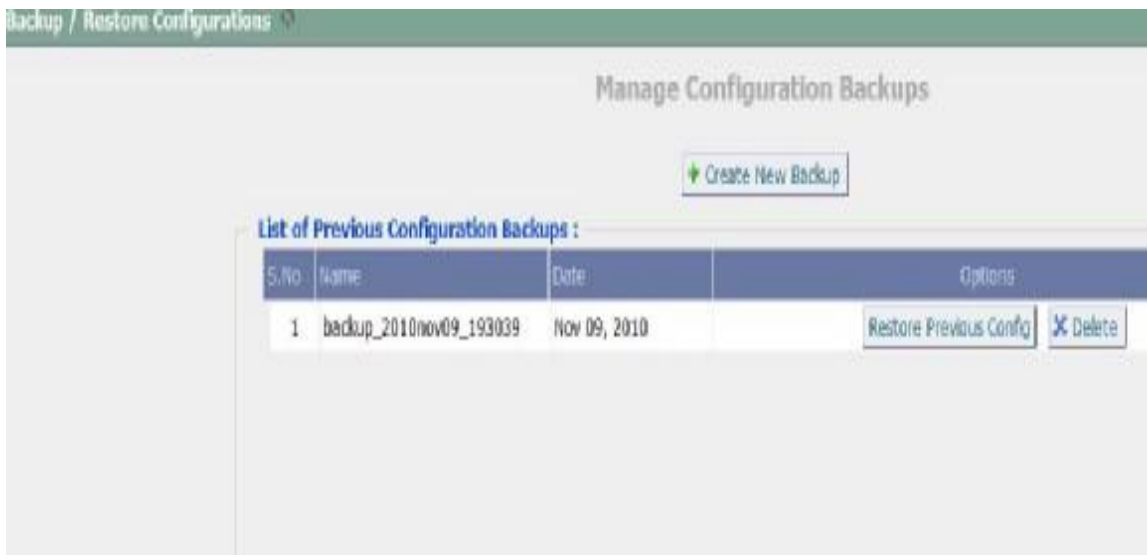 Backup / Restore Configurations
Manage Configuration Backups
Create New Backup
List of Previous Configuration Backups :
S.No Name Date Options
1 backup_2010nov09_193039 Nov 09, 2010 Restore Previous Config Delete